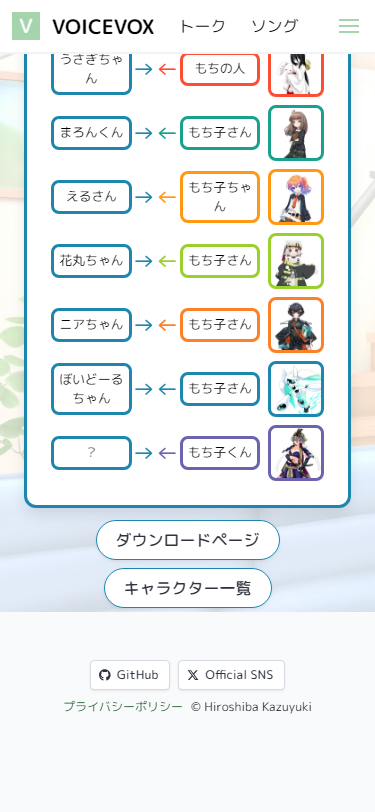 V VOICEVOX トーク ソング
うさぎちゃ
ん
もちの人
まろんくん
もち子さん
えるさん
もち子ちゃ
ん
花丸ちゃん
もち子さん
ニアちゃん
もち子さん
ぼいどーる
ちゃん
もち子さん
?
もち子くん
ダウンロードページ
キャラクター一覧
GitHub
Official SNS
プライバシーポリシー © Hiroshiba Kazuyuki